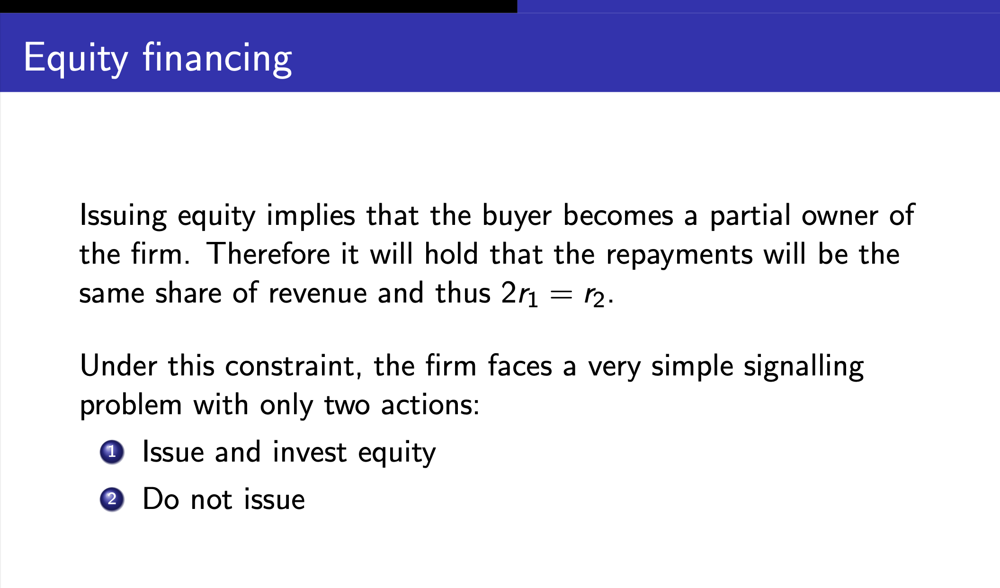 Equity financing
Issuing equity implies that the buyer becomes a partial owner of
the firm. Therefore it will hold that the repayments will be the
same share of revenue and thus 2r₁ = r₂.
Under this constraint, the firm faces a very simple signalling
problem with only two actions:
1 Issue and invest equity
2 Do not issue